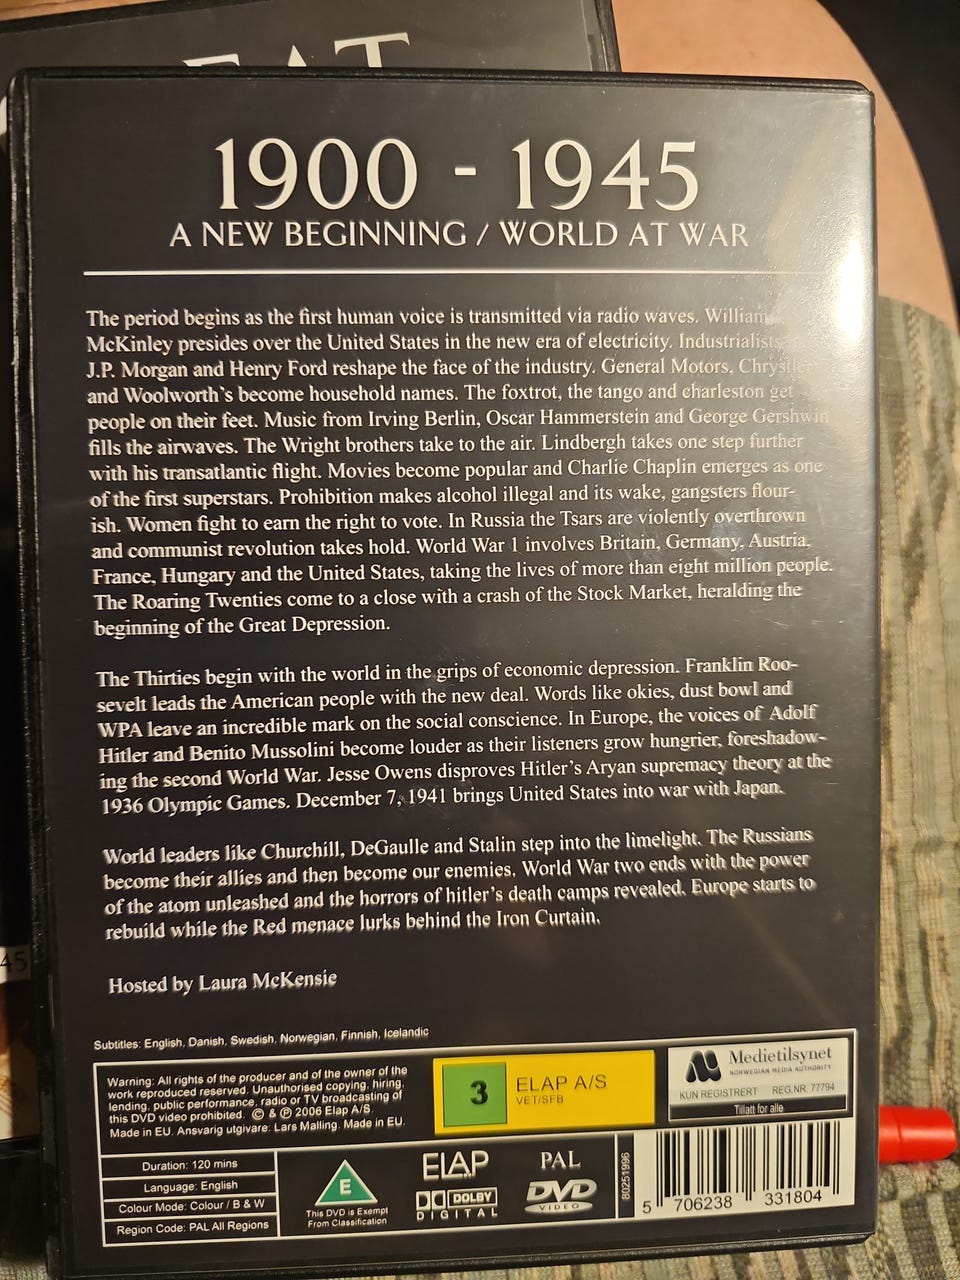 EAT
1900 - 1945
A NEW BEGINNING / WORLD AT WAR
The period begins as the first human voice is transmitted via radio waves. William
McKinley presides over the United States in the new era of electricity. Industrialists
J.P. Morgan and Henry Ford reshape the face of the industry. General Motors, Chrystler
and Woolworth's become household names. The foxtrot, the tango and charleston get
people on their feet. Music from Irving Berlin, Oscar Hammerstein and George Gershwin
fills the airwaves. The Wright brothers take to the air. Lindbergh takes one step further
with his transatlantic flight. Movies become popular and Charlie Chaplin emerges as one
of the first superstars. Prohibition makes alcohol illegal and its wake, gangsters flour-
ish. Women fight to earn the right to vote. In Russia the Tsars are violently overthrown
and communist revolution takes hold. World War 1 involves Britain, Germany, Austria,
France, Hungary and the United States, taking the lives of more than eight million people.
The Roaring Twenties come to a close with a crash of the Stock Market, heralding the
beginning of the Great Depression.
The Thirties begin with the world in the grips of economic depression. Franklin Roo-
sevelt leads the American people with the new deal. Words like okies, dust bowl and
WPA leave an incredible mark on the social conscience. In Europe, the voices of Adolf
Hitler and Benito Mussolini become louder as their listeners grow hungrier, foreshadow-
ing the second World War. Jesse Owens disproves Hitler's Aryan supremacy theory at the
1936 Olympic Games. December 7, 1941 brings United States into war with Japan.
World leaders like Churchill, DeGaulle and Stalin step into the limelight. The Russians
become their allies and then become our enemies. World War two ends with the power
of the atom unleashed and the horrors of hitler's death camps revealed. Europe starts to
rebuild while the Red menace lurks behind the Iron Curtain.
45
Hosted by Laura McKensie
Subtitles: English, Danish, Swedish, Norwegian, Finnish, Icelandic
Warning: All rights of the producer and of the owner of the
work reproduced reserved. Unauthorised copying, hiring,
lending, public performance, radio or TV broadcasting of
this DVD video prohibited. © & ℗ 2006 Elap A/S.
Made in EU. Ansvarig utgivare: Lars Malling. Made in EU.
3
ELAP A/S
VET/SFB
Medietilsynet
NORWEGIAN MEDIA AUTHORITY
KUN REGISTRERT REG.NR. 77794
Tillatt for alle
Duration: 120 mins
Language: English
Colour Mode: Colour / B & W
Region Code: PAL All Regions
E
This DVD is Exempt
From Classification
ELAP
DOLBY
DIGITAL
PAL
DVD
VIDEO
80251996
5 706238 331804